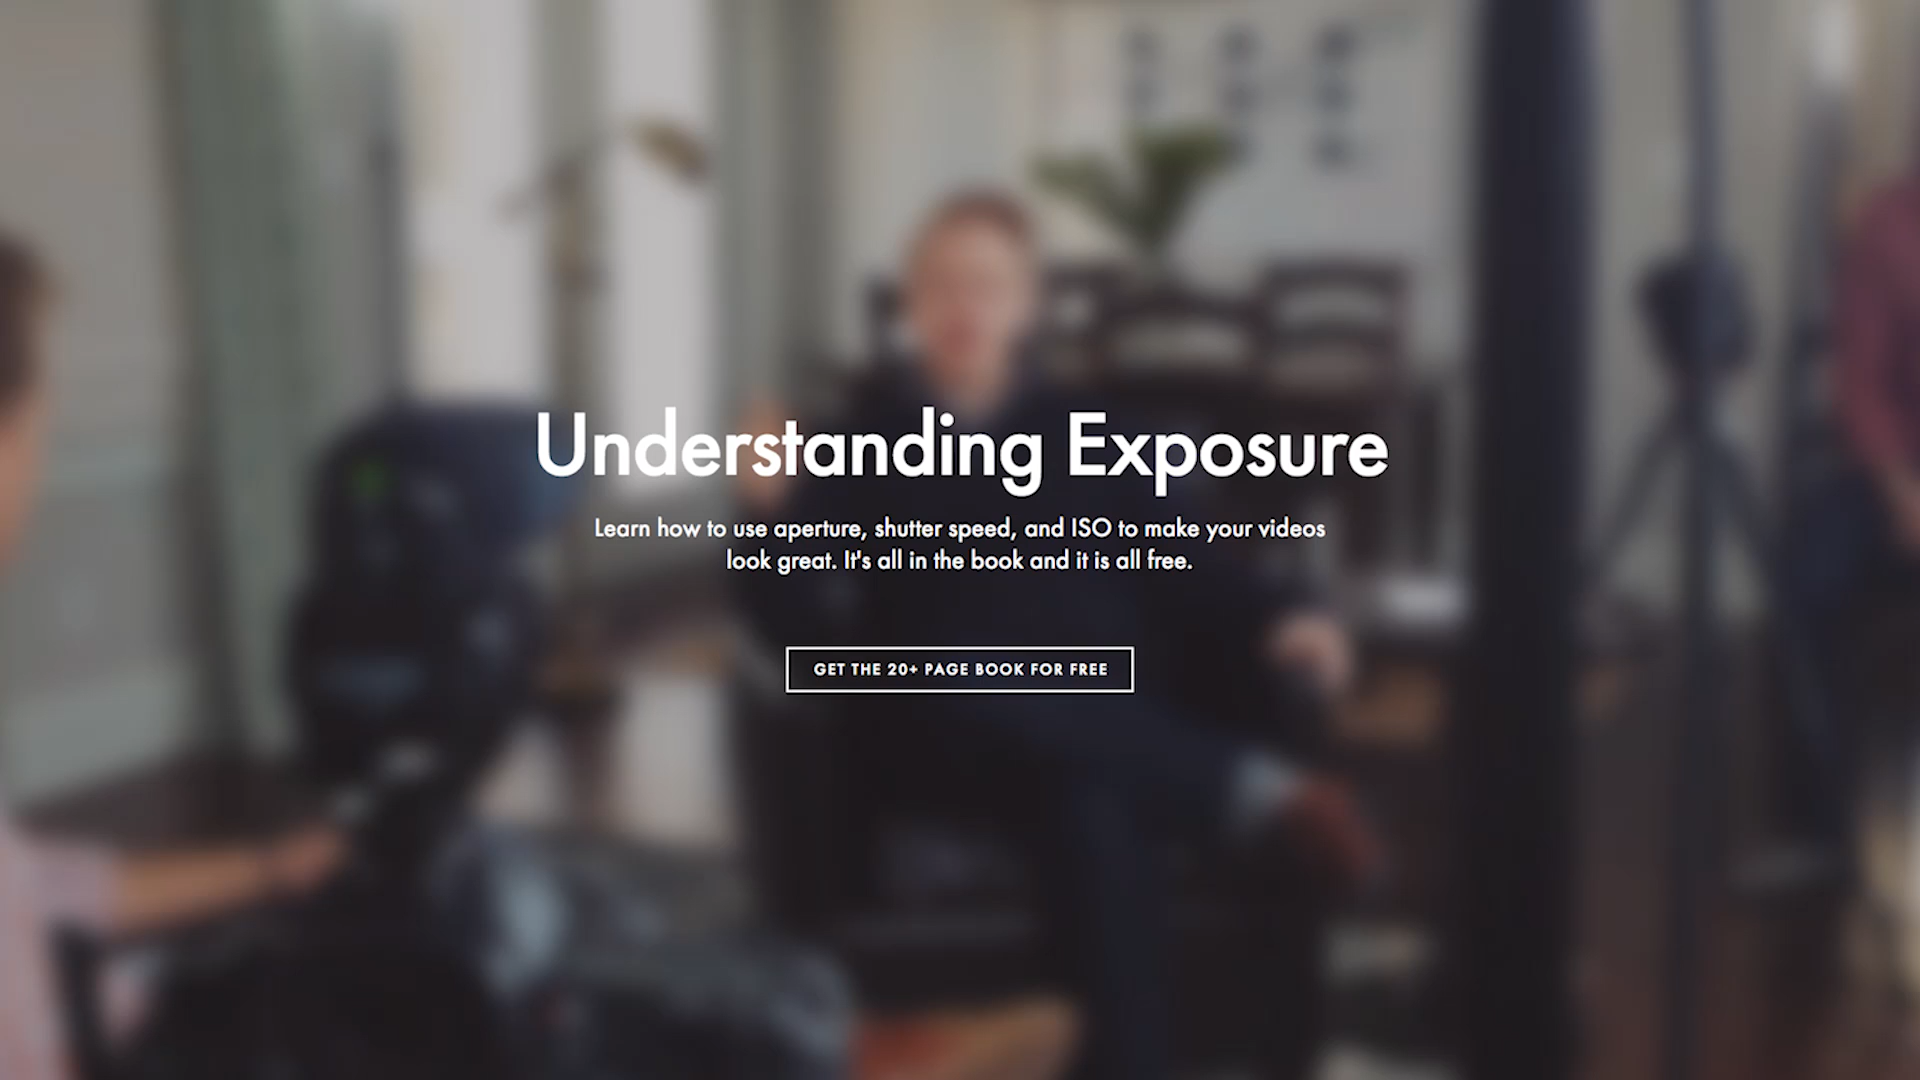 Understanding Exposure
Learn how to use aperture, shutter speed, and ISO to make your videos
look great. It's all in the book and it is all free.
GET THE 20+ PAGE BOOK FOR FREE